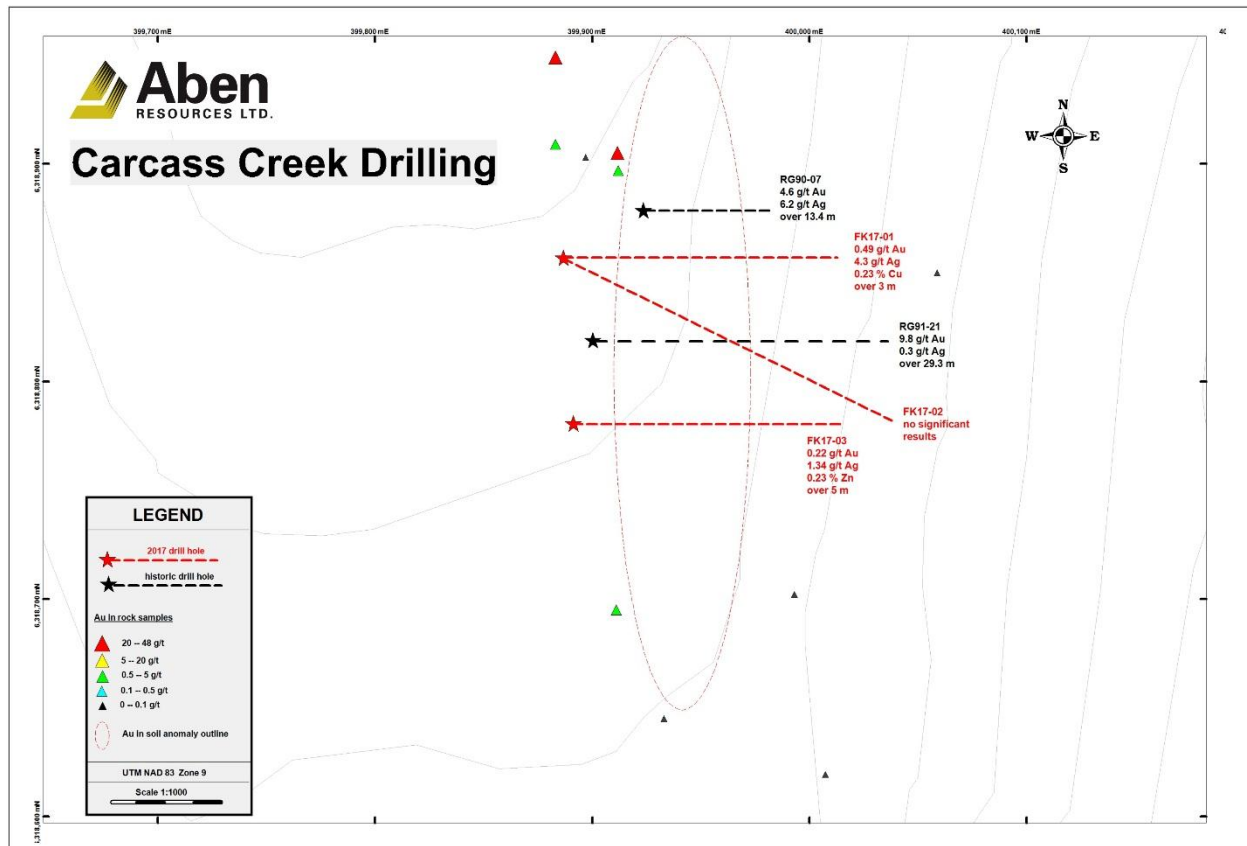 399,700 mE
399,800 mE
399,900 mE
400,000 mE
400,100 mE
40
Aben
RESOURCES LTD.
Carcass Creek Drilling
N
W
E
S
6,318,900 mN
6,318,800 mN
6,318,700 mN
5,318,600 mN
RG90-07
4.6 g/t Au
6.2 g/t Ag
over 13.4 m
FK17-01
0.49 g/t Au
4.3 g/t Ag
0.23 % Cu
over 3 m
RG91-21
9.8 g/t Au
0.3 g/t Ag
over 29.3 m
FK17-02
no significant
results
FK17-03
0.22 g/t Au
1.34 g/t Ag
0.23 % Zn
over 5 m
LEGEND
2017 drill hole
historic drill hole
Au In rock samples
20 -- 48 g/t
5 -- 20 g/t
0.5 -- 5 g/t
0.1 -- 0.5 g/t
0 -- 0.1 g/t
Au In soil anomaly outline
UTM NAD 83 Zone 9
Scale 1:1000